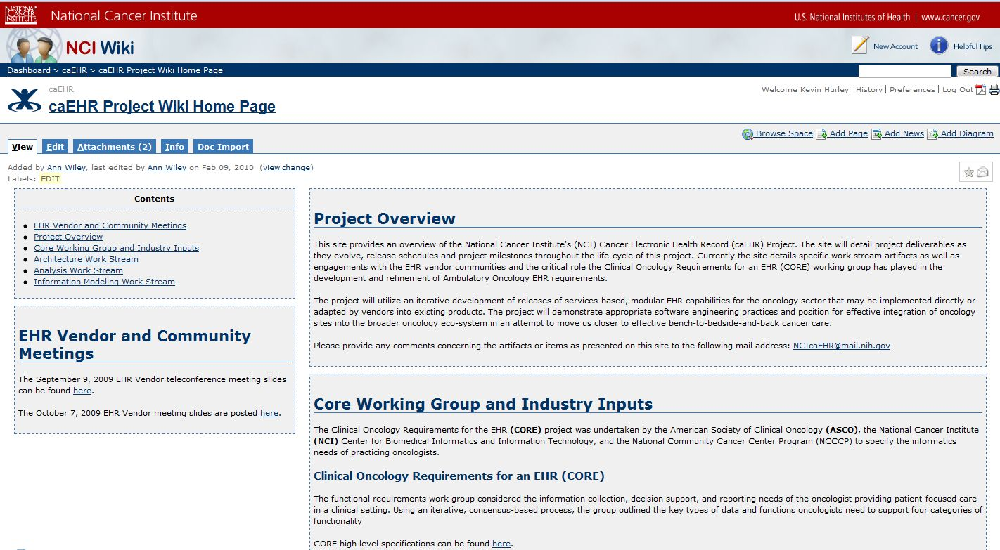 NATIONAL
CANCER
INSTITUTE
National Cancer Institute
U.S. National Institutes of Health | www.cancer.gov
NCI Wiki
New Account
Helpful Tips
Dashboard > caEHR > caEHR Project Wiki Home Page
Search
caEHR
Welcome Kevin Hurley | History | Preferences | Log Out
caEHR Project Wiki Home Page
Browse Space Add Page Add News Add Diagram
View Edit Attachments (2) Info Doc Import
Added by Ann Wiley, last edited by Ann Wiley on Feb 09, 2010 (view change)
Labels: EDIT
Contents
• EHR Vendor and Community Meetings
• Project Overview
• Core Working Group and Industry Inputs
• Architecture Work Stream
• Analysis Work Stream
• Information Modeling Work Stream
EHR Vendor and Community
Meetings
The September 9, 2009 EHR Vendor teleconference meeting slides
can be found here.
The October 7, 2009 EHR Vendor meeting slides are posted here.
Project Overview
This site provides an overview of the National Cancer Institute's (NCI) Cancer Electronic Health Record (caEHR) Project. The site will detail project deliverables as
they evolve, release schedules and project milestones throughout the life-cycle of this project. Currently the site details specific work stream artifacts as well as
engagements with the EHR vendor communities and the critical role the Clinical Oncology Requirements for an EHR (CORE) working group has played in the
development and refinement of Ambulatory Oncology EHR requirements.
The project will utilize an iterative development of releases of services-based, modular EHR capabilities for the oncology sector that may be implemented directly or
adapted by vendors into existing products. The project will demonstrate appropriate software engineering practices and position for effective integration of oncology
sites into the broader oncology eco-system in an attempt to move us closer to effective bench-to-bedside-and-back cancer care.
Please provide any comments concerning the artifacts or items as presented on this site to the following mail address: NCIcaEHR@mail.nih.gov
Core Working Group and Industry Inputs
The Clinical Oncology Requirements for the EHR (CORE) project was undertaken by the American Society of Clinical Oncology (ASCO), the National Cancer Institute
(NCI) Center for Biomedical Informatics and Information Technology, and the National Community Cancer Center Program (NCCCP) to specify the informatics
needs of practicing oncologists.
Clinical Oncology Requirements for an EHR (CORE)
The functional requirements work group considered the information collection, decision support, and reporting needs of the oncologist providing patient-focused care
in a clinical setting. Using an iterative, consensus-based process, the group outlined the key types of data and functions oncologists need to support four categories of
functionality
CORE high level specifications can be found here.